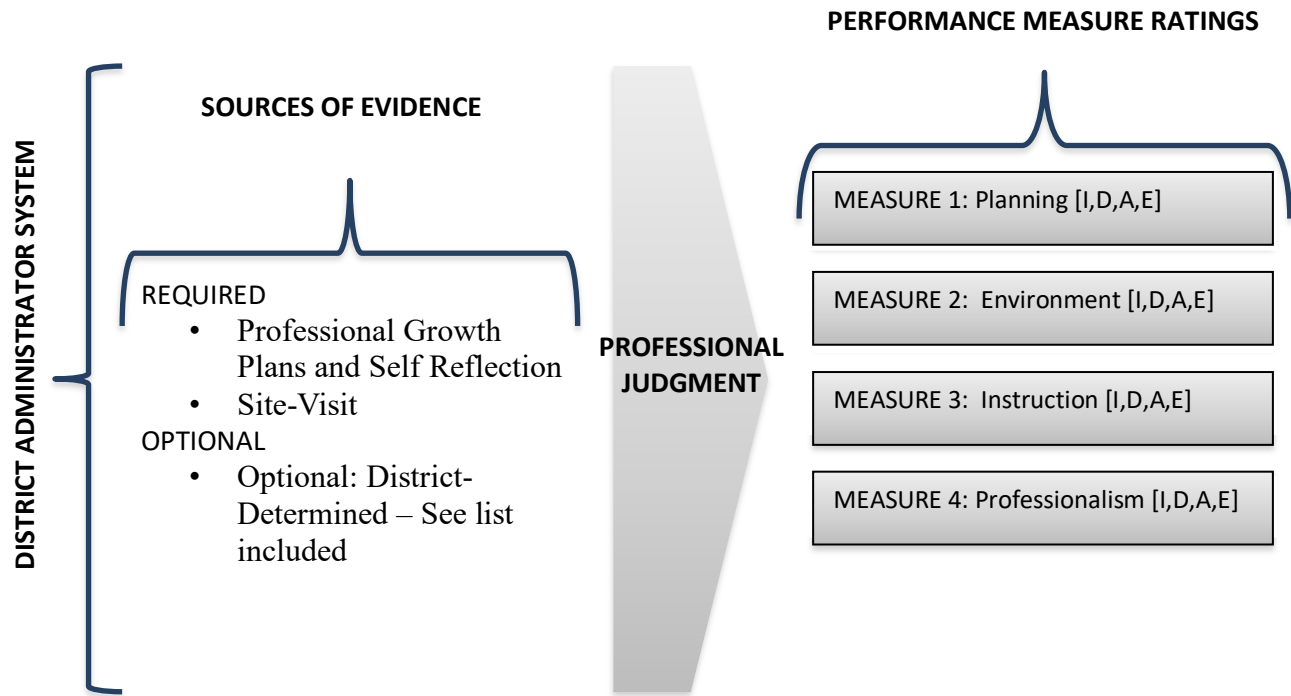 PERFORMANCE MEASURE RATINGS
SOURCES OF EVIDENCE
DISTRICT ADMINISTRATOR SYSTEM
REQUIRED
• Professional Growth
Plans and Self Reflection
• Site-Visit
OPTIONAL
• Optional: District-
Determined – See list
included
PROFESSIONAL
JUDGMENT
MEASURE 1: Planning [I,D,A,E]
MEASURE 2:  Environment [I,D,A,E]
MEASURE 3:  Instruction [I,D,A,E]
MEASURE 4: Professionalism [I,D,A,E]